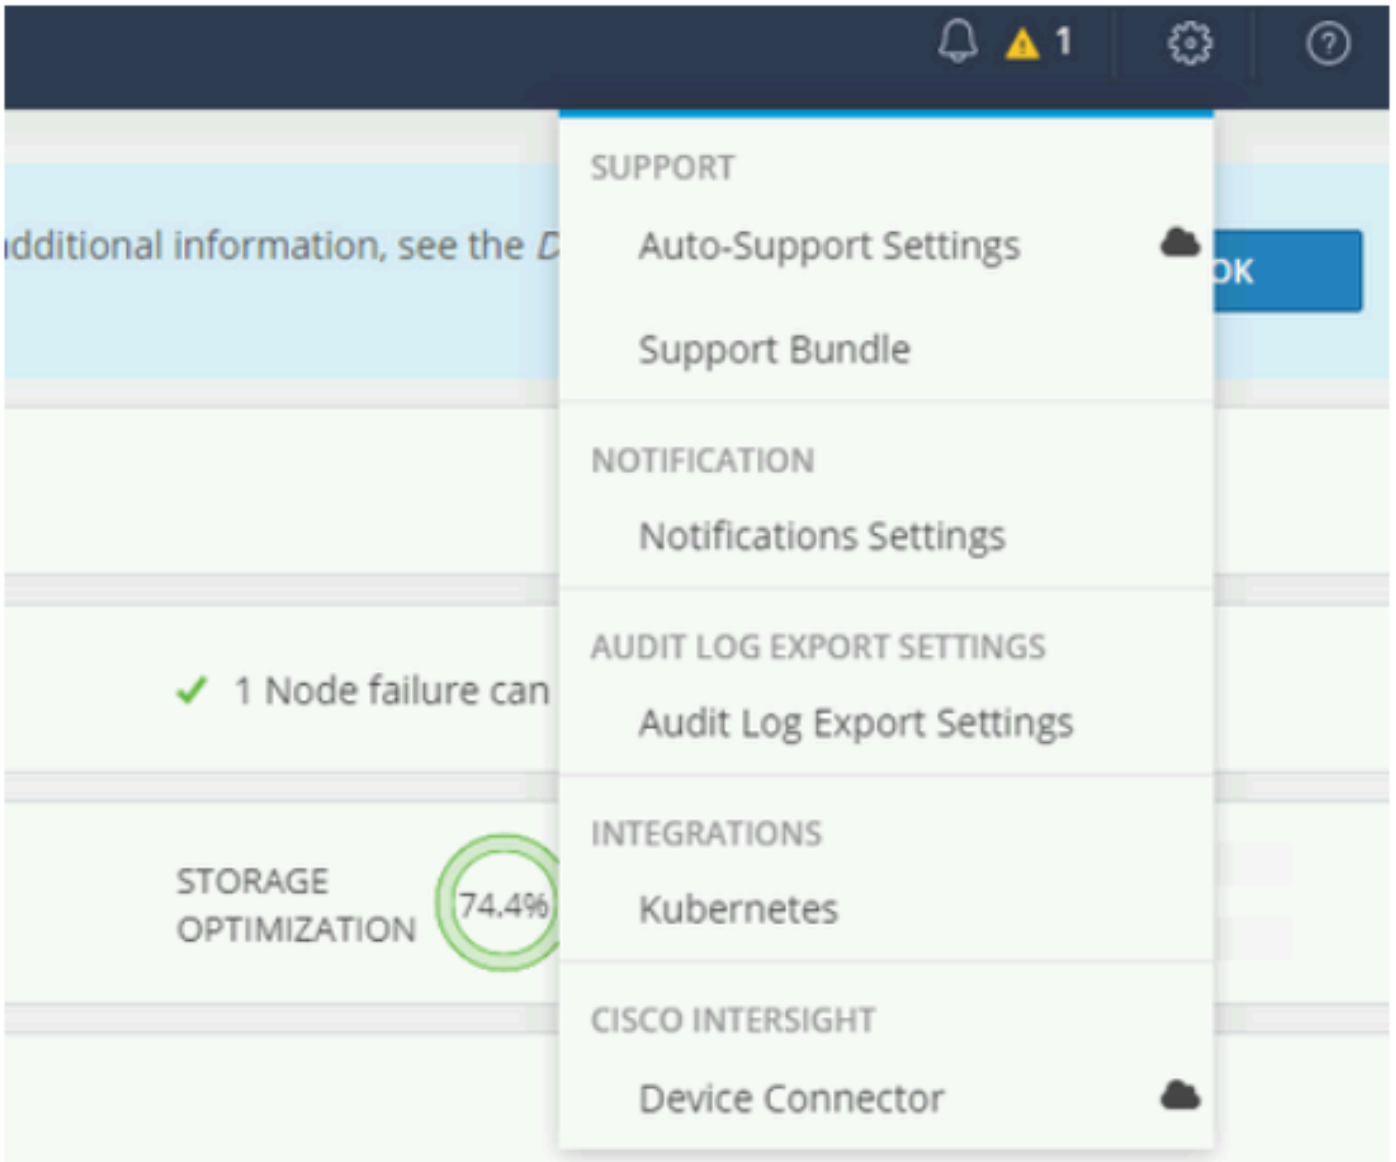 1
SUPPORT
Auto-Support Settings
additional information, see the D
OK
Support Bundle
NOTIFICATION
Notifications Settings
AUDIT LOG EXPORT SETTINGS
1 Node failure can
Audit Log Export Settings
INTEGRATIONS
STORAGE
OPTIMIZATION
74.4%
Kubernetes
CISCO INTERSIGHT
Device Connector